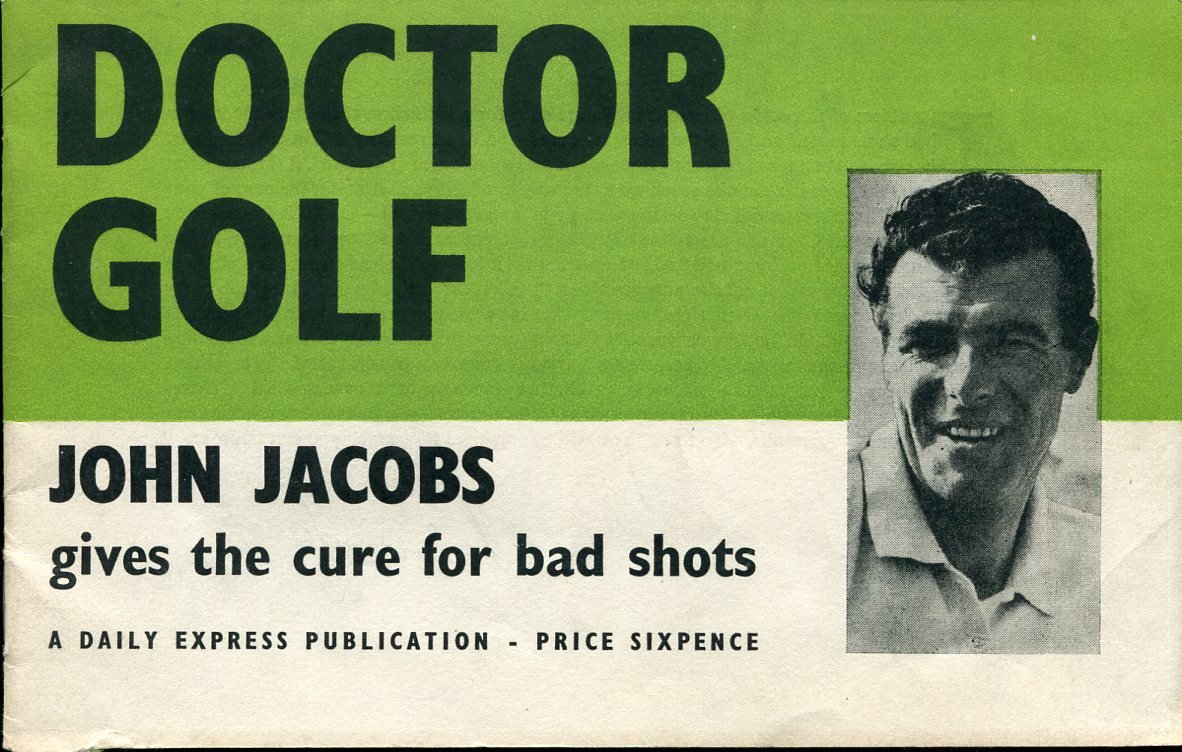 DOCTOR
GOLF
JOHN JACOBS
gives the cure for bad shots
A DAILY EXPRESS PUBLICATION - PRICE SIXPENCE